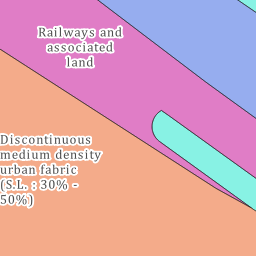 Railways and
associated
land
Discontinuous
medium density
urban fabric
(S.L. : 30% -
50%)